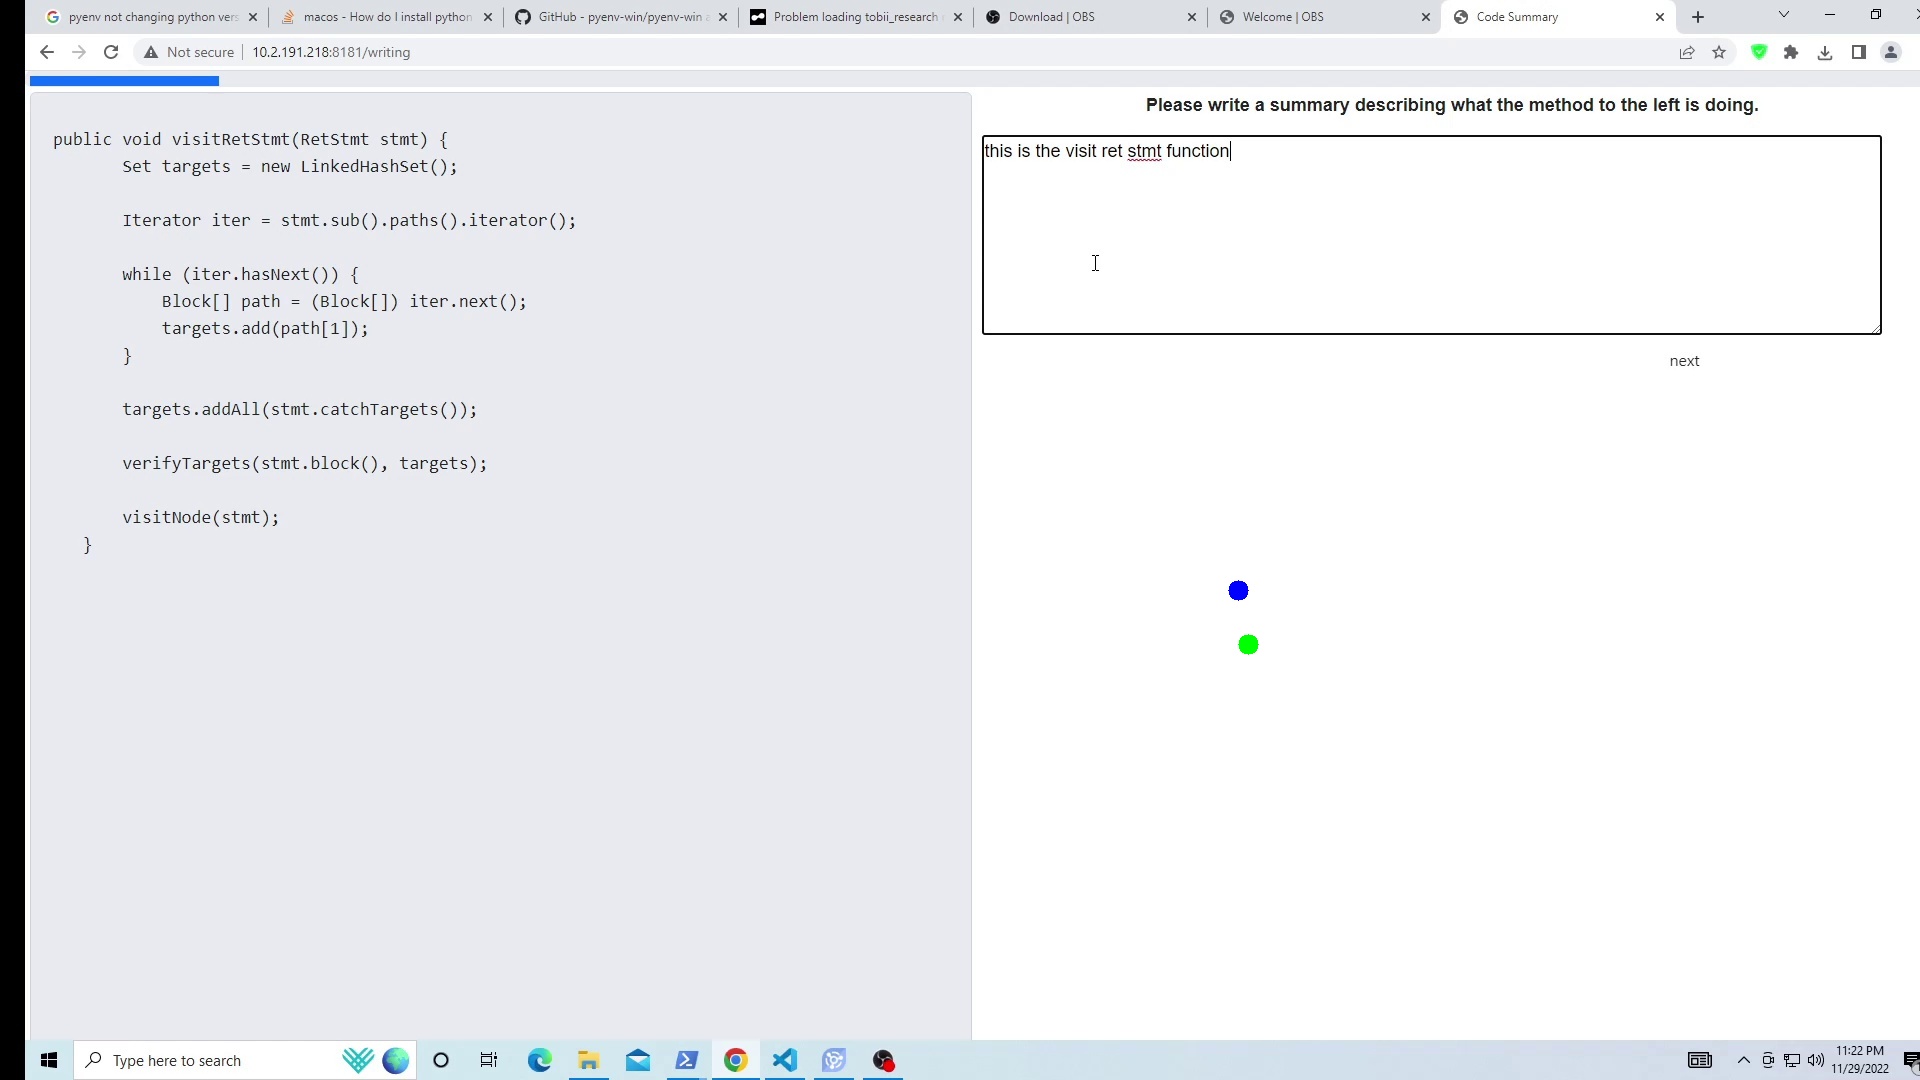 pyenv not changing python vers
macos - How do I install python
GitHub - pyenv-win/pyenv-win a
Problem loading tobii_research
Download | OBS
Welcome | OBS
Code Summary
Not secure
10.2.191.218:8181/writing
public void visitRetStmt(RetStmt stmt) {
Set targets = new LinkedHashSet();
Iterator iter = stmt.sub().paths().iterator();
while (iter.hasNext()) {
Block[] path = (Block[]) iter.next();
targets.add(path[1]);
}
targets.addAll(stmt.catchTargets());
verifyTargets(stmt.block(), targets);
visitNode(stmt);
}
Please write a summary describing what the method to the left is doing.
this is the visit ret stmt function
next
Type here to search
11:22 PM
11/29/2022